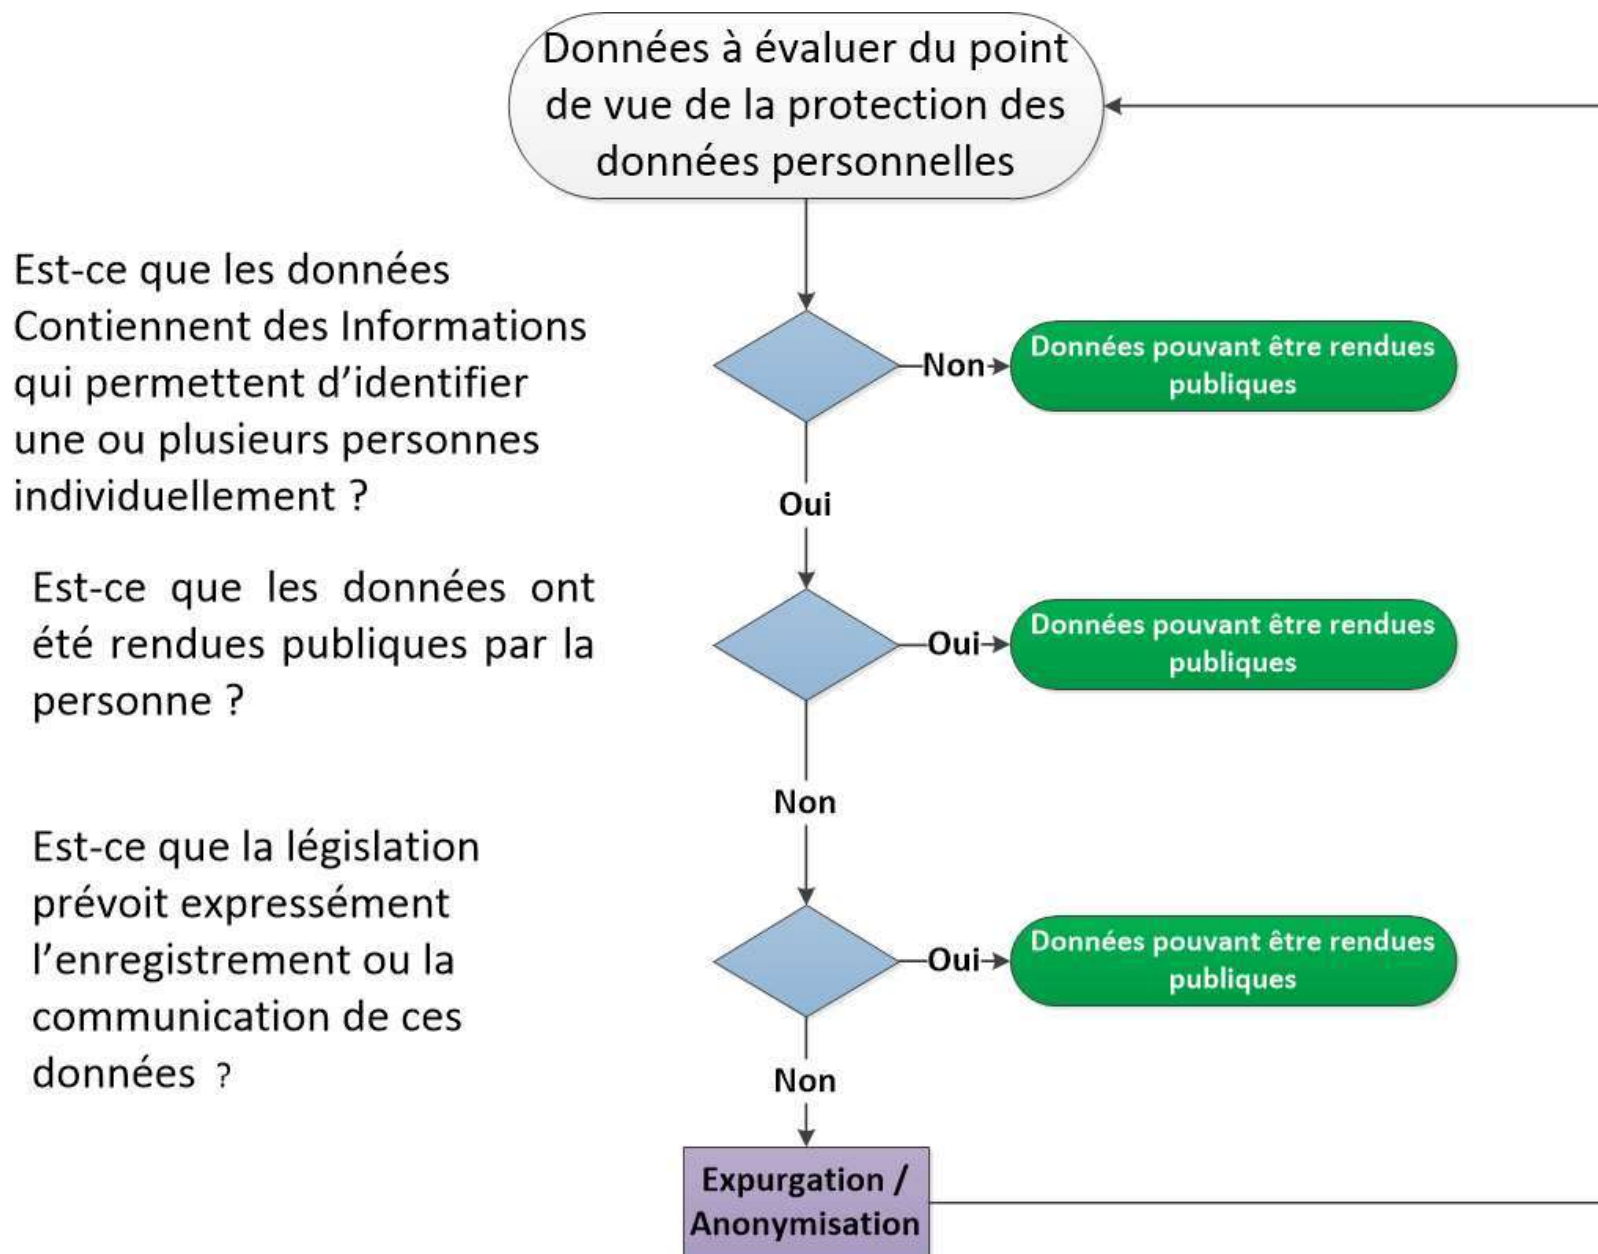 Données à évaluer du point
de vue de la protection des
données personnelles
Est-ce que les données
Contiennent des Informations
qui permettent d’identifier
une ou plusieurs personnes
individuellement ?
Non
Données pouvant être rendues
publiques
Oui
Est-ce que les données ont
été rendues publiques par la
personne ?
Oui
Données pouvant être rendues
publiques
Non
Est-ce que la législation
prévoit expressément
l’enregistrement ou la
communication de ces
données ?
Oui
Données pouvant être rendues
publiques
Non
Expurgation /
Anonymisation